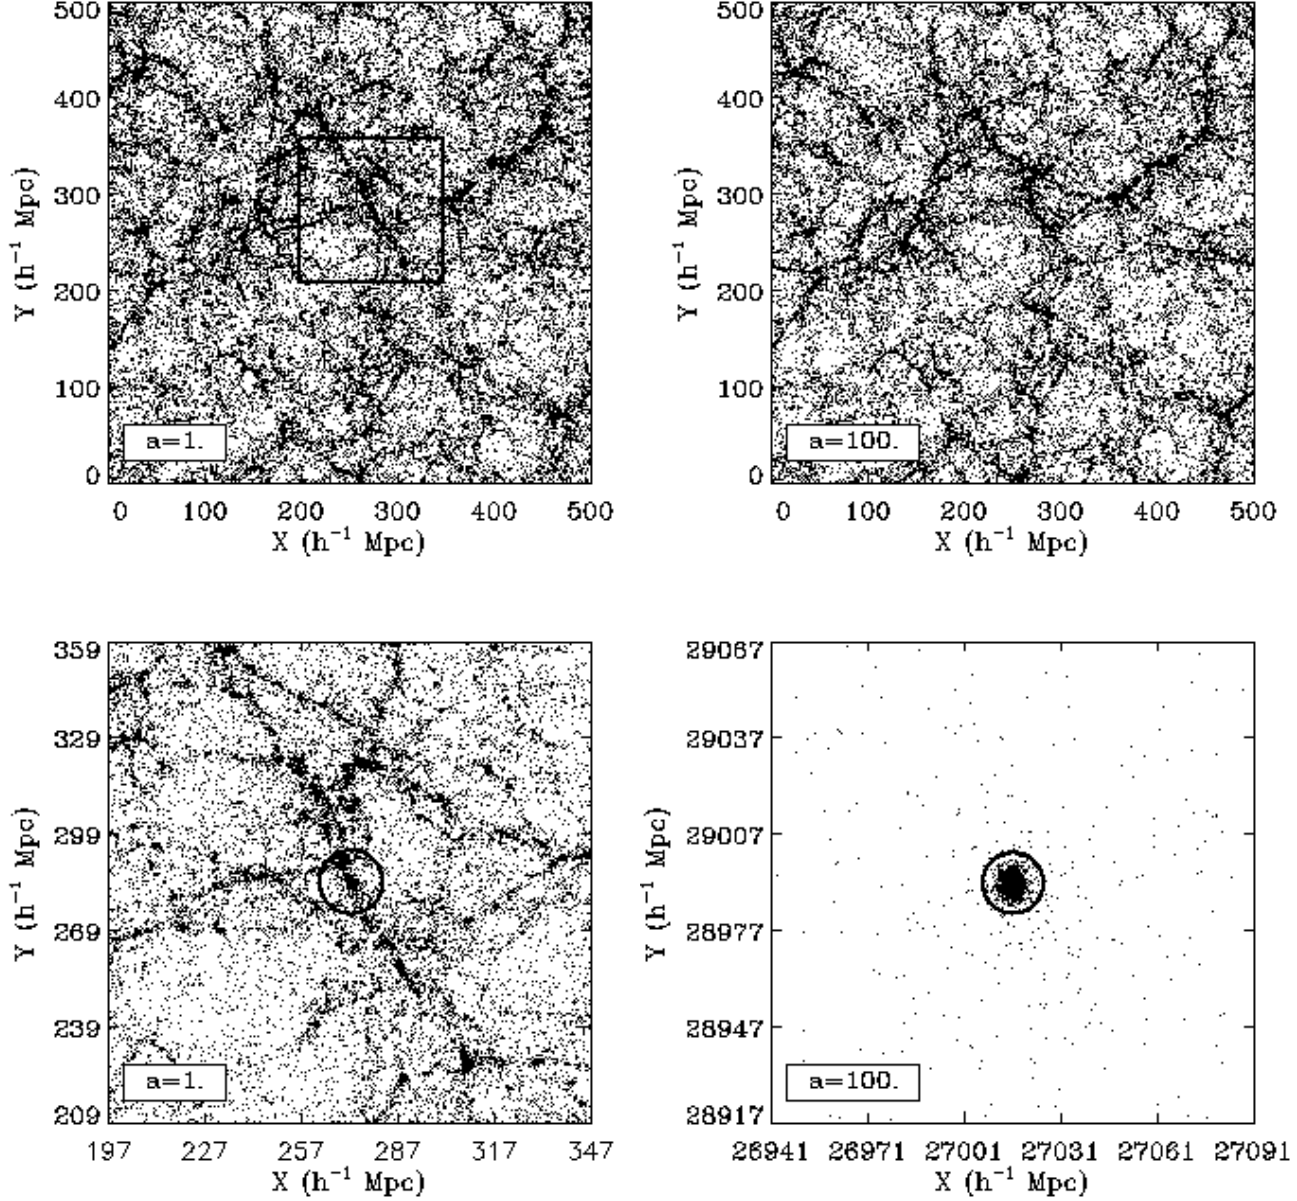 500
400
300
200
100
0
Y (h⁻¹ Mpc)
a=1.
0 100 200 300 400 500
X (h⁻¹ Mpc)
500
400
300
200
100
0
Y (h⁻¹ Mpc)
a=100.
0 100 200 300 400 500
X (h⁻¹ Mpc)
359
329
299
269
239
209
Y (h⁻¹ Mpc)
a=1.
197 227 257 287 317 347
X (h⁻¹ Mpc)
29067
29037
29007
28977
28947
28917
Y (h⁻¹ Mpc)
a=100.
26941 26971 27001 27031 27061 27091
X (h⁻¹ Mpc)